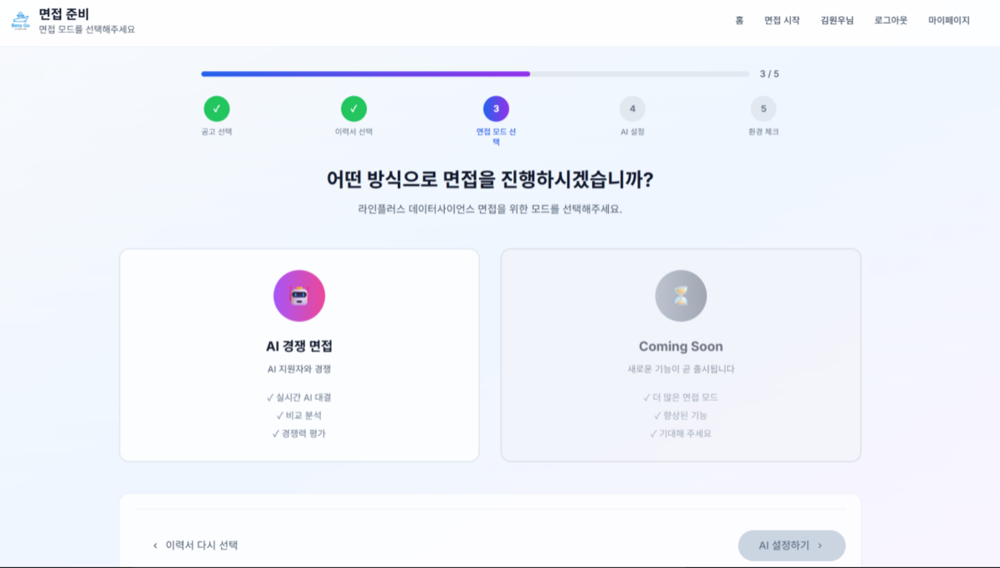 Beta Go
면접 준비
면접 모드를 선택해주세요
홈
면접 시작
김원우님
로그아웃
마이페이지
3 / 5
✓
✓
3
4
5
공고 선택
이력서 선택
면접 모드 선
택
AI 설정
환경 체크
어떤 방식으로 면접을 진행하시겠습니까?
라인플러스 데이터사이언스 면접을 위한 모드를 선택해주세요.
AI 경쟁 면접
AI 지원자와 경쟁
✓ 실시간 AI 대결
✓ 비교 분석
✓ 경쟁력 평가
Coming Soon
새로운 기능이 곧 출시됩니다
✓ 더 많은 면접 모드
✓ 향상된 기능
✓ 기대해 주세요
‹ 이력서 다시 선택
AI 설정하기 ›